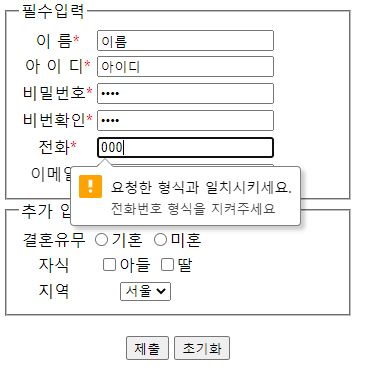 필수입력
이 름* 이름
아 이 디* 아이디
비밀번호* ••••
비번확인* ••••
전화* 000
이메일
요청한 형식과 일치시키세요.
전화번호 형식을 지켜주세요
추가 입
결혼유무 기혼 미혼
자식 아들 딸
지역 서울
제출 초기화